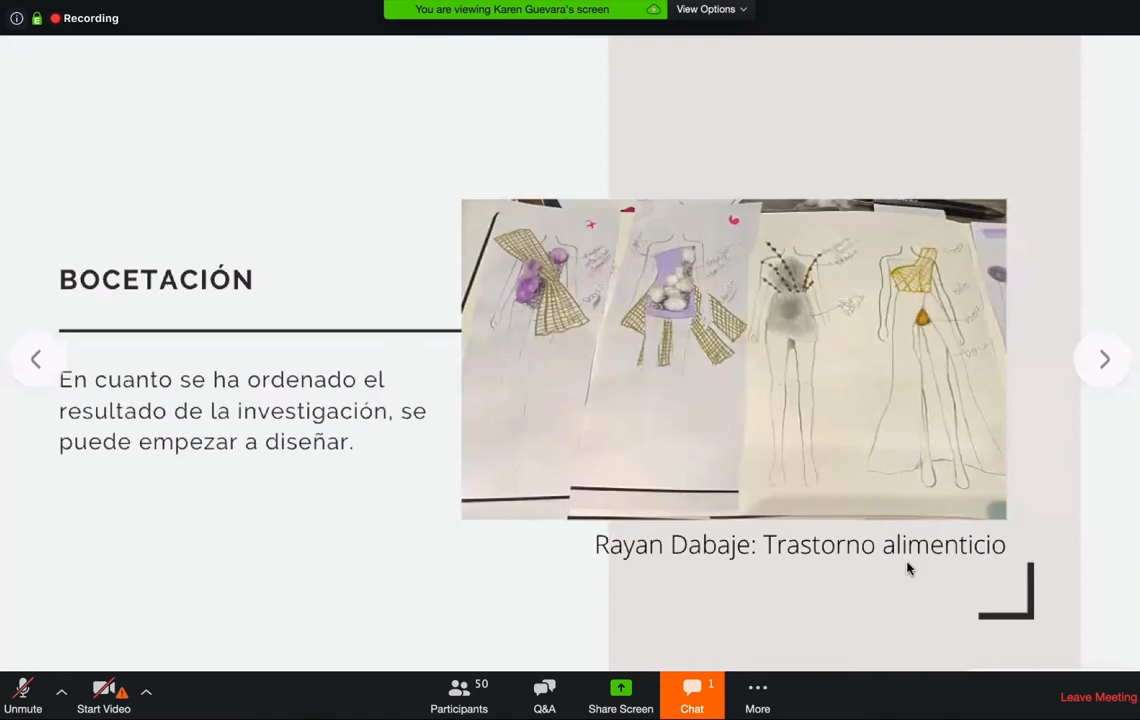 Recording
You are viewing Karen Guevara's screen
View Options
BOCETACIÓN
En cuanto se ha ordenado el
resultado de la investigación, se
puede empezar a diseñar.
Rayan Dabaje: Trastorno alimenticio
Unmute
Start Video
Participants
50
Q&A
Share Screen
Chat
1
More
Leave Meeting